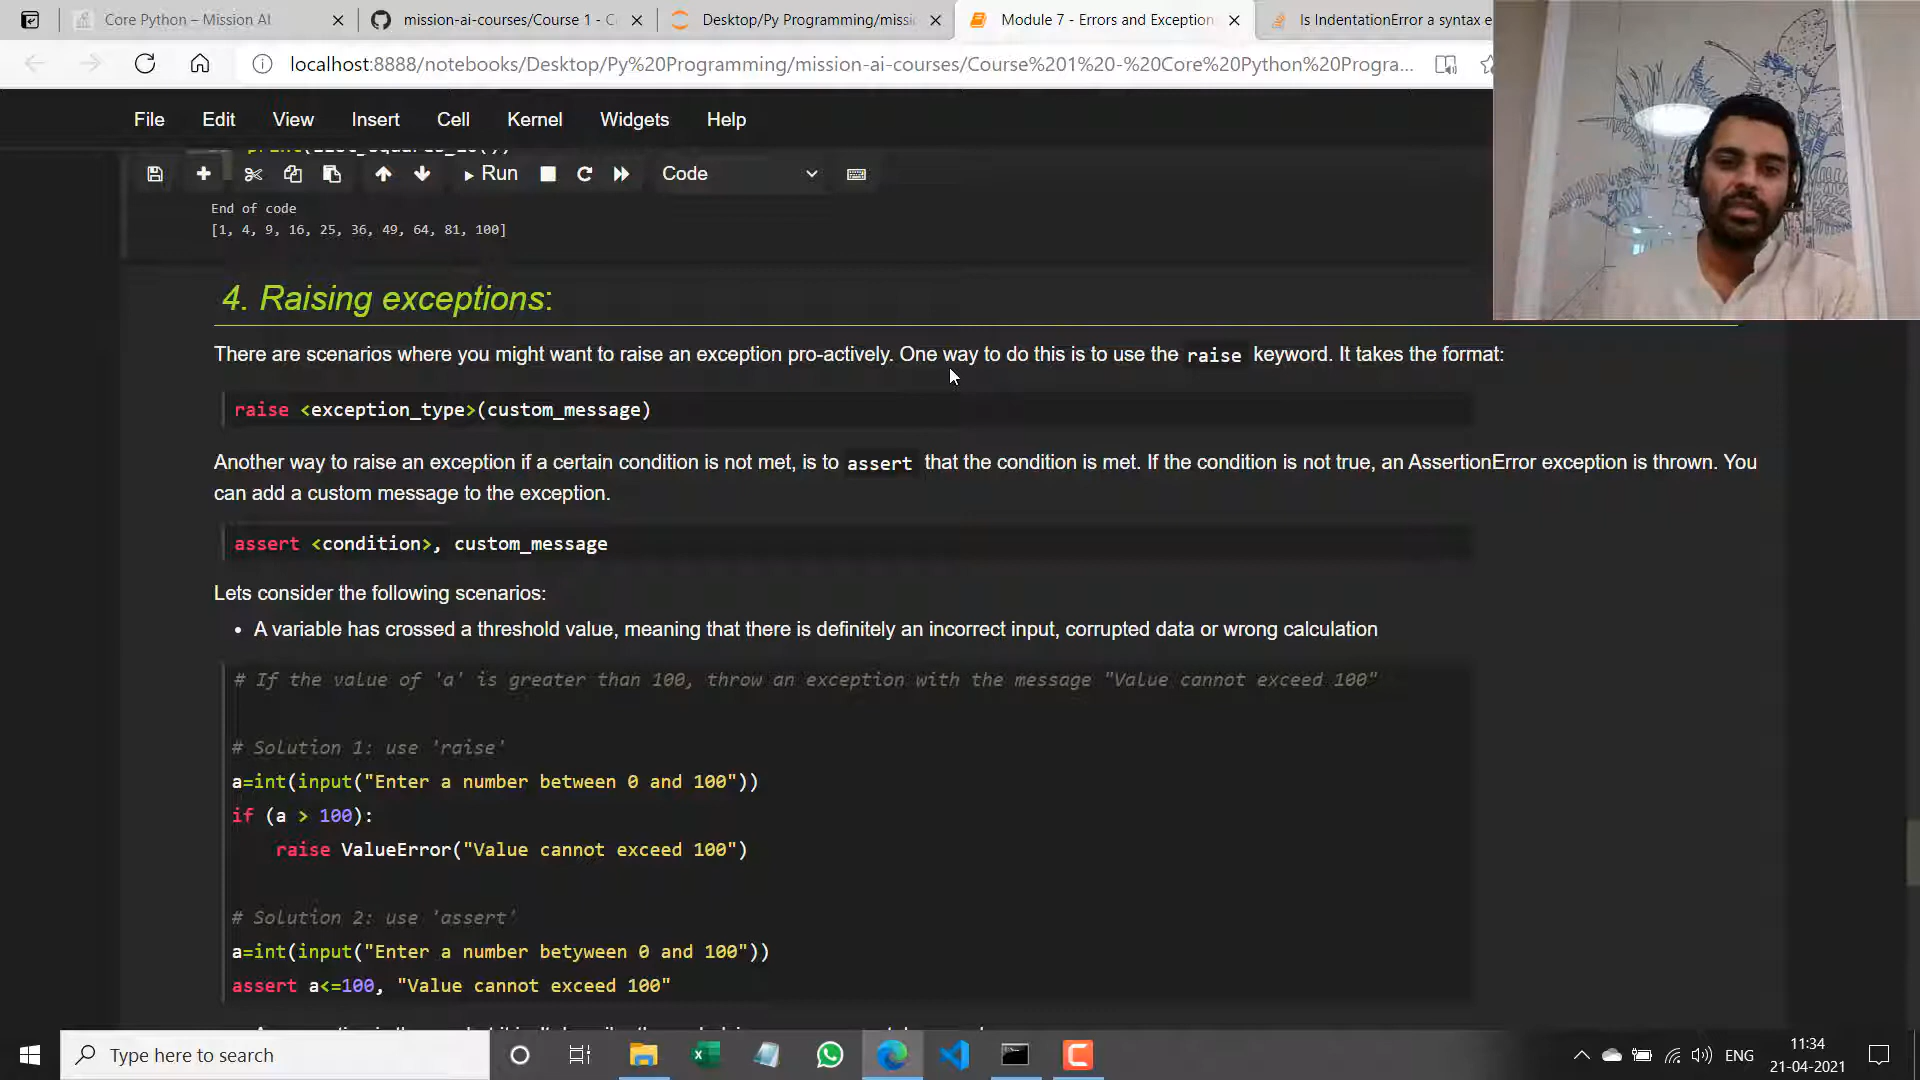 Core Python – Mission AI
mission-ai-courses/Course 1 - C
Desktop/Py Programming/missi
Module 7 - Errors and Exception
Is IndentationError a syntax e
localhost:8888/notebooks/Desktop/Py%20Programming/mission-ai-courses/Course%201%20-%20Core%20Python%20Progra...
File Edit View Insert Cell Kernel Widgets Help
Run Code
End of code
[1, 4, 9, 16, 25, 36, 49, 64, 81, 100]
4. Raising exceptions:
There are scenarios where you might want to raise an exception pro-actively. One way to do this is to use the raise keyword. It takes the format:
raise <exception_type>(custom_message)
Another way to raise an exception if a certain condition is not met, is to assert that the condition is met. If the condition is not true, an AssertionError exception is thrown. You
can add a custom message to the exception.
assert <condition>, custom_message
Lets consider the following scenarios:
• A variable has crossed a threshold value, meaning that there is definitely an incorrect input, corrupted data or wrong calculation
# If the value of 'a' is greater than 100, throw an exception with the message "Value cannot exceed 100"
# Solution 1: use 'raise'
a=int(input("Enter a number between 0 and 100"))
if (a > 100):
raise ValueError("Value cannot exceed 100")
# Solution 2: use 'assert'
a=int(input("Enter a number betyween 0 and 100"))
assert a<=100, "Value cannot exceed 100"
Type here to search
ENG
11:34
21-04-2021